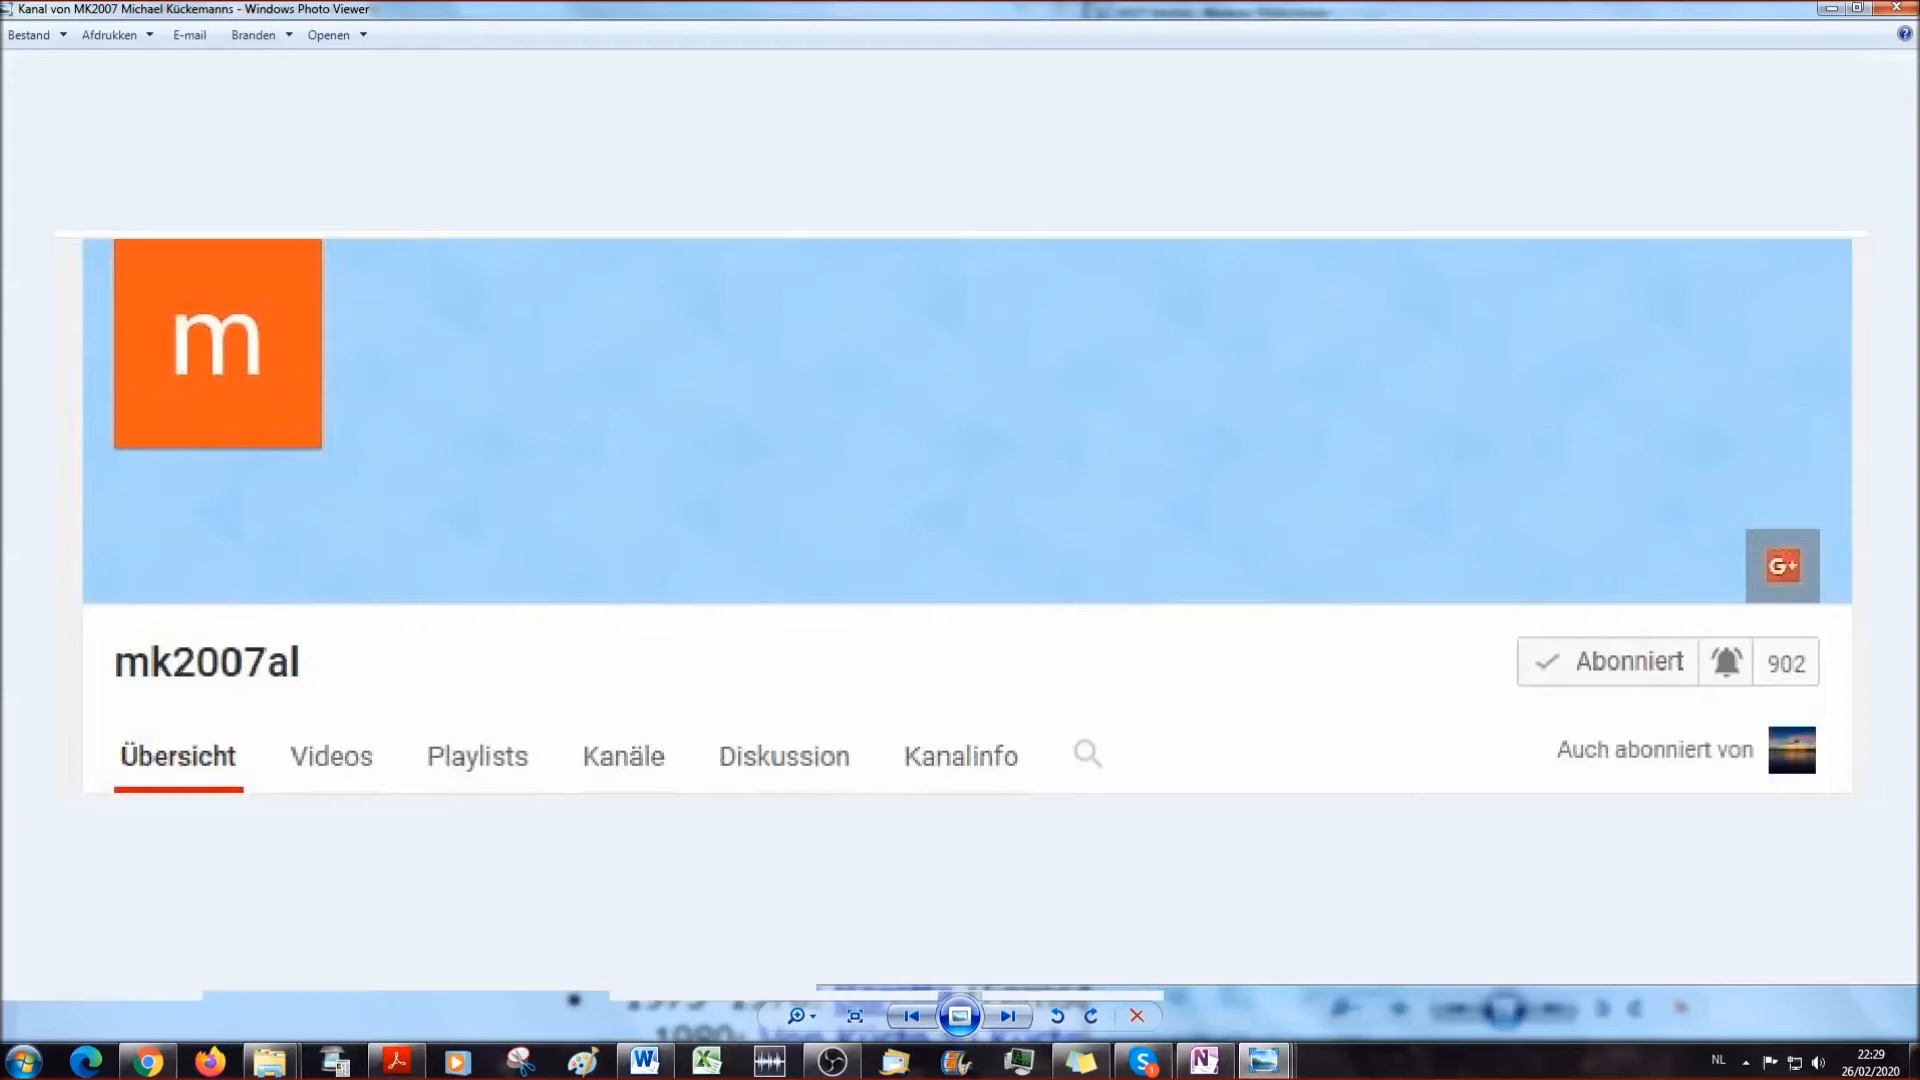 Kanal von MK2007 Michael Kückemanns - Windows Photo Viewer
Bestand Afdrukken E-mail Branden Openen
m
G+
mk2007al
Abonniert 902
Übersicht Videos Playlists Kanäle Diskussion Kanalinfo
Auch abonniert von
NL
22:29
26/02/2020